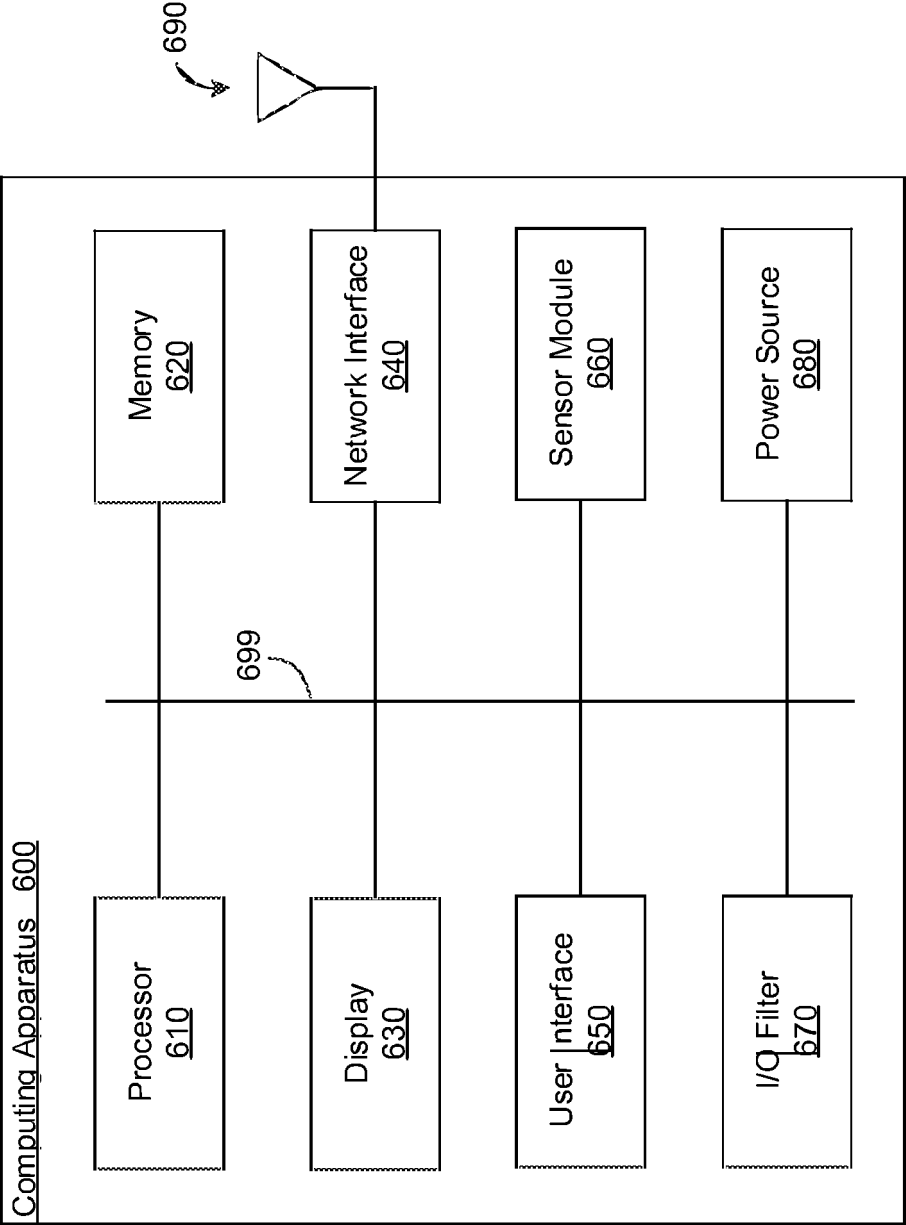 Computing Apparatus 600
Processor
610
Memory
620
690
Display
630
699
Network Interface
640
User Interface
650
Sensor Module
660
I/O Filter
670
Power Source
680